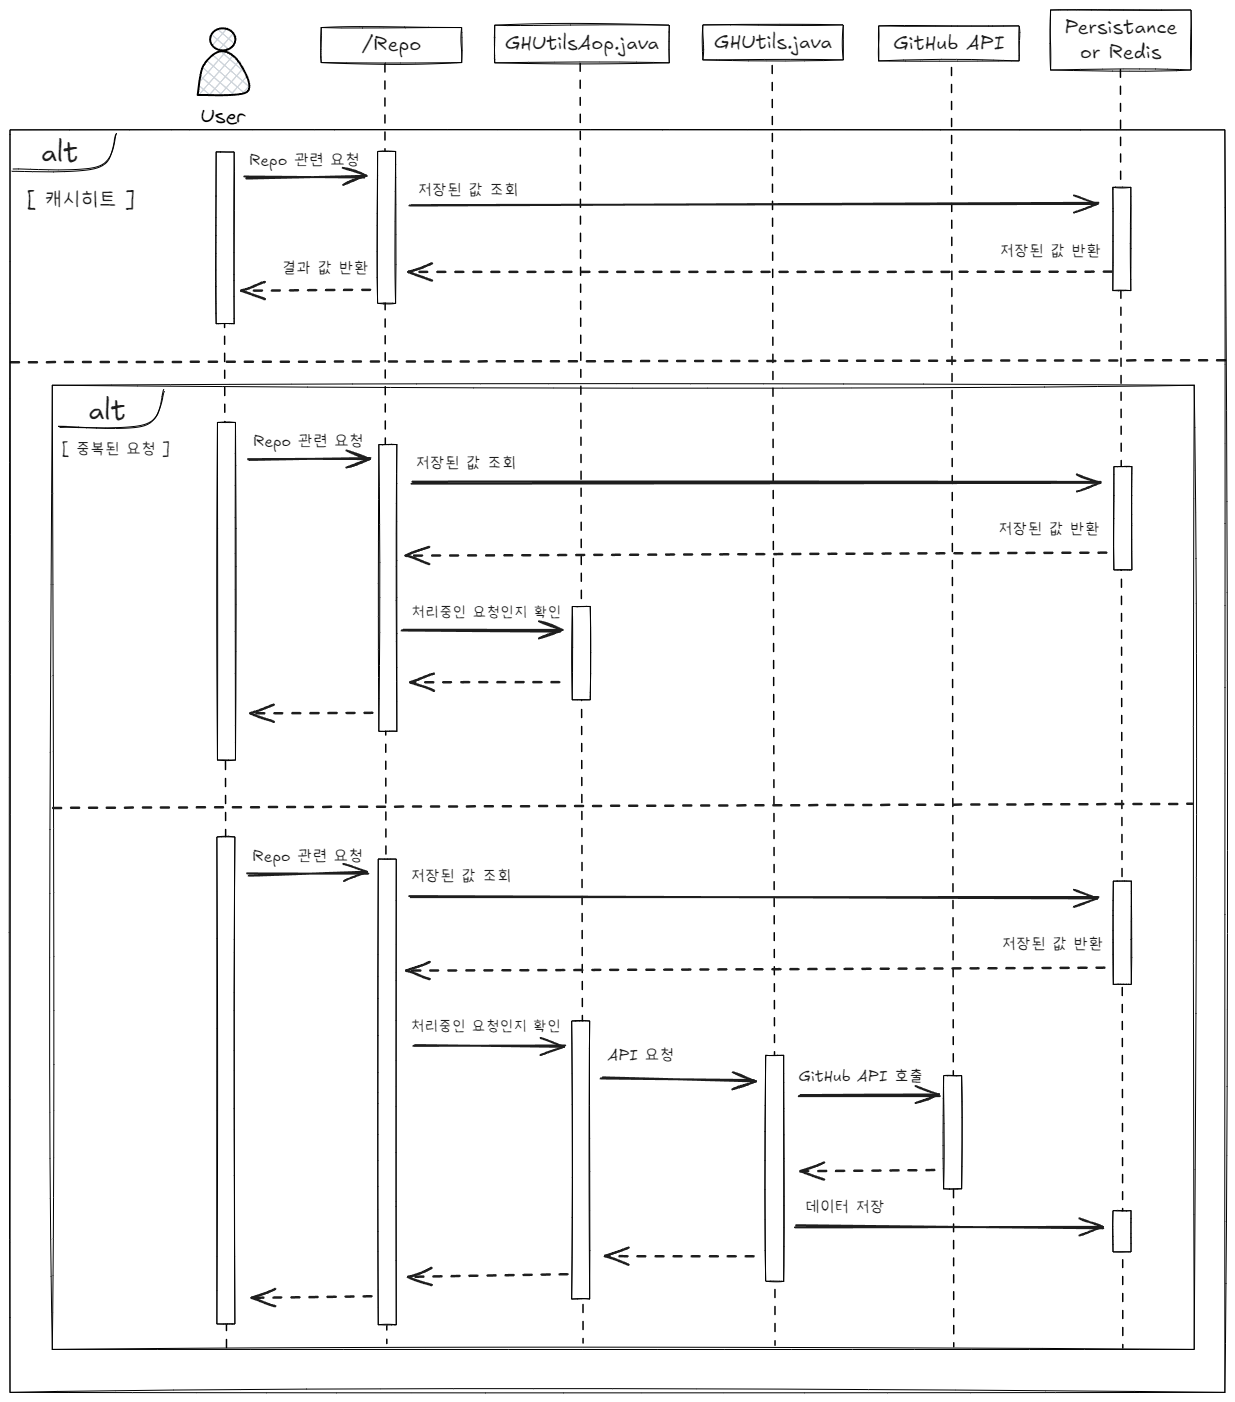 /Repo
GHUtilsAop.java
GHUtils.java
GitHub API
Persistance
or Redis
User
alt
[ 캐시히트 ]
Repo 관련 요청
저장된 값 조회
저장된 값 반환
결과 값 반환
alt
[ 중복된 요청 ]
Repo 관련 요청
저장된 값 조회
저장된 값 반환
처리중인 요청인지 확인
Repo 관련 요청
저장된 값 조회
저장된 값 반환
처리중인 요청인지 확인
API 요청
GitHub API 호출
데이터 저장